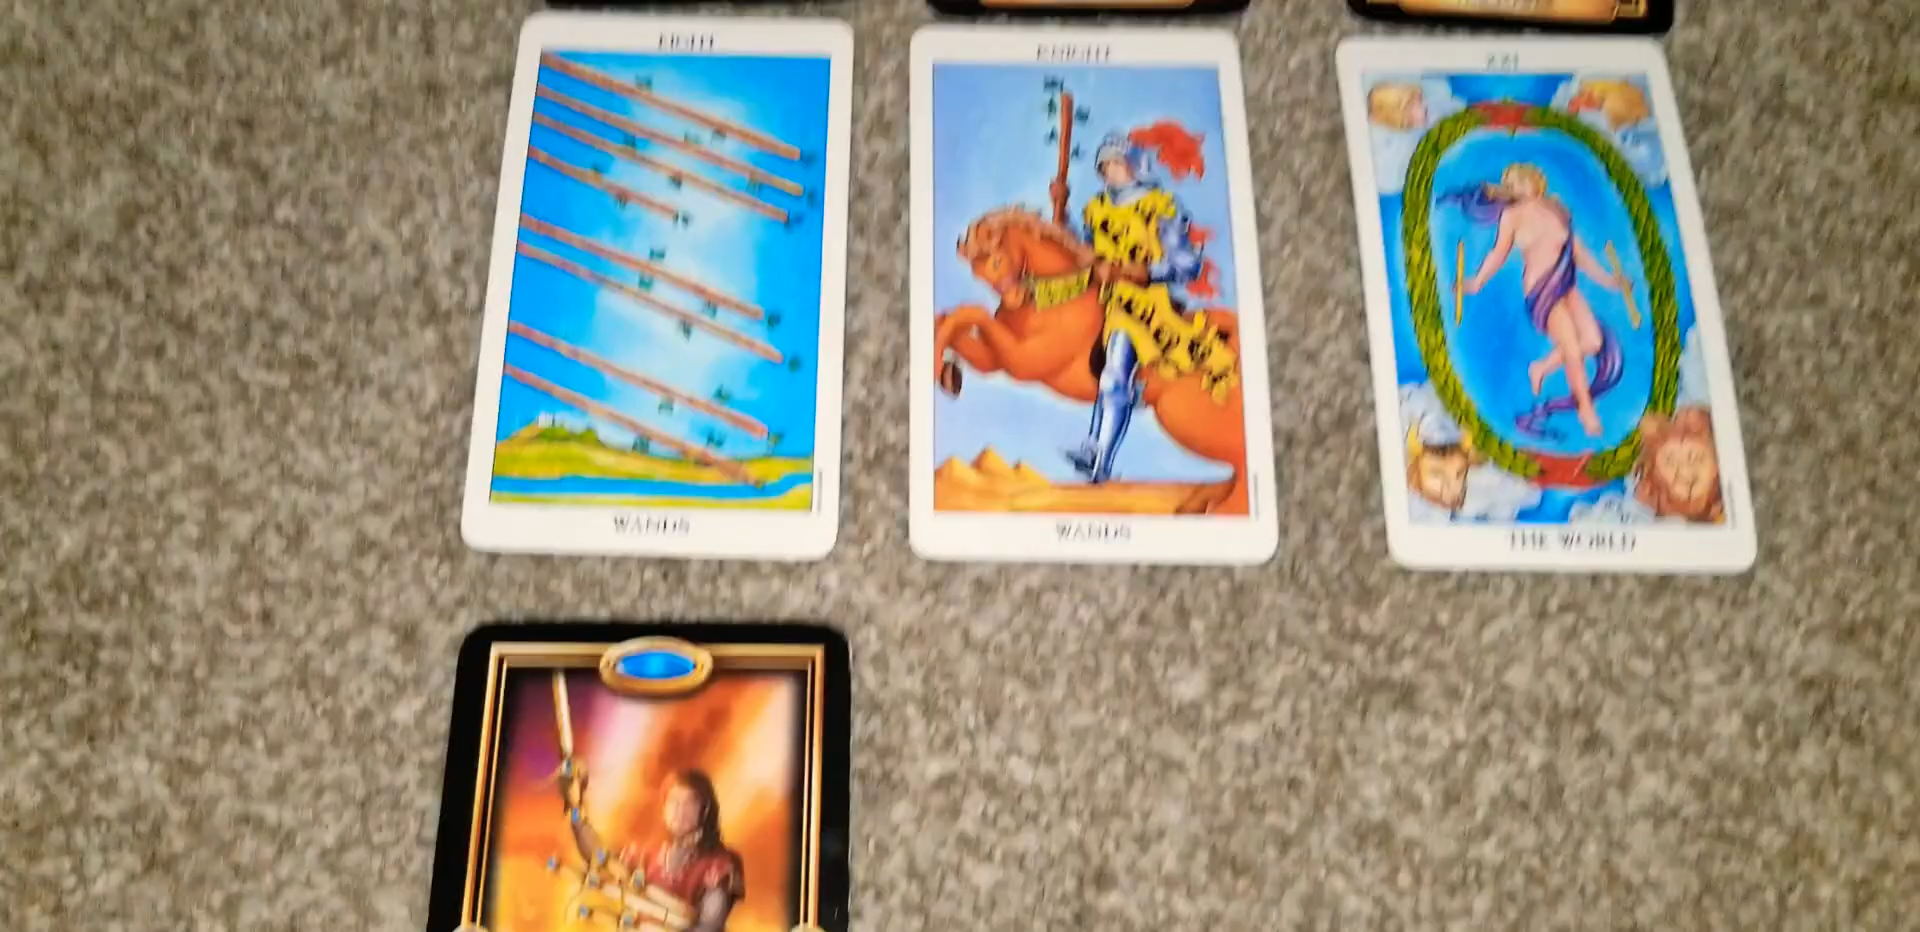 EIGHT
KNIGHT
XXI
WANDS
WANDS
THE WORLD